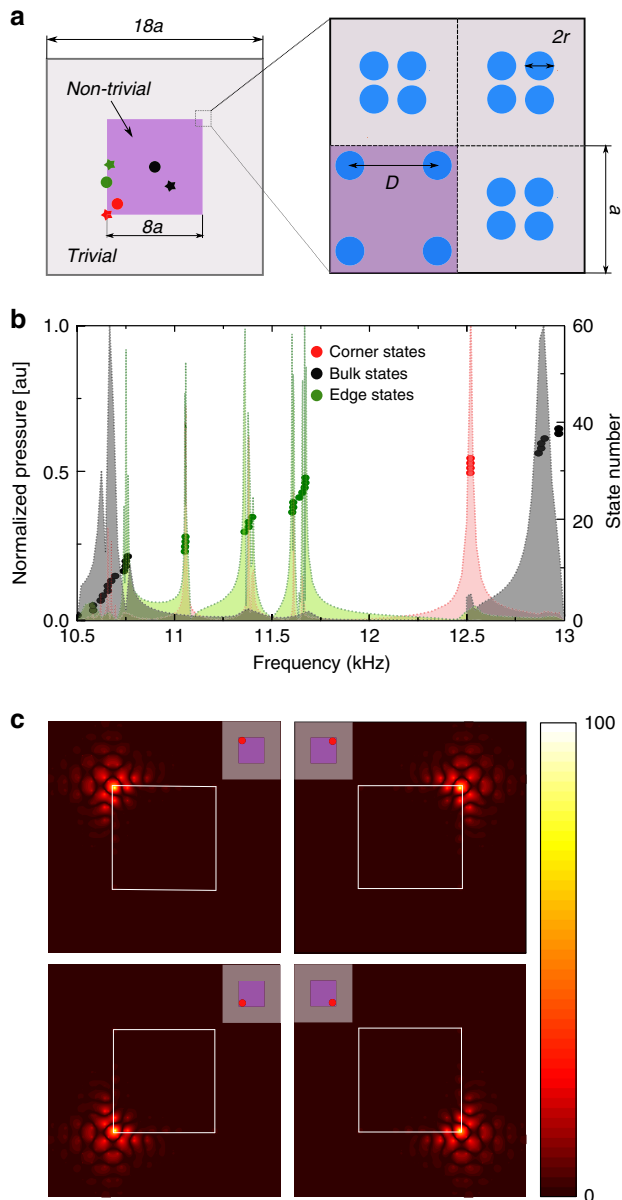 a
18a
Non-trivial
8a
Trivial
2r
D
a
b
Normalized pressure [au]
1.0
0.5
0.0
Corner states
Bulk states
Edge states
60
40
20
0
State number
10.5 11 11.5 12 12.5 13
Frequency (kHz)
c
100
0